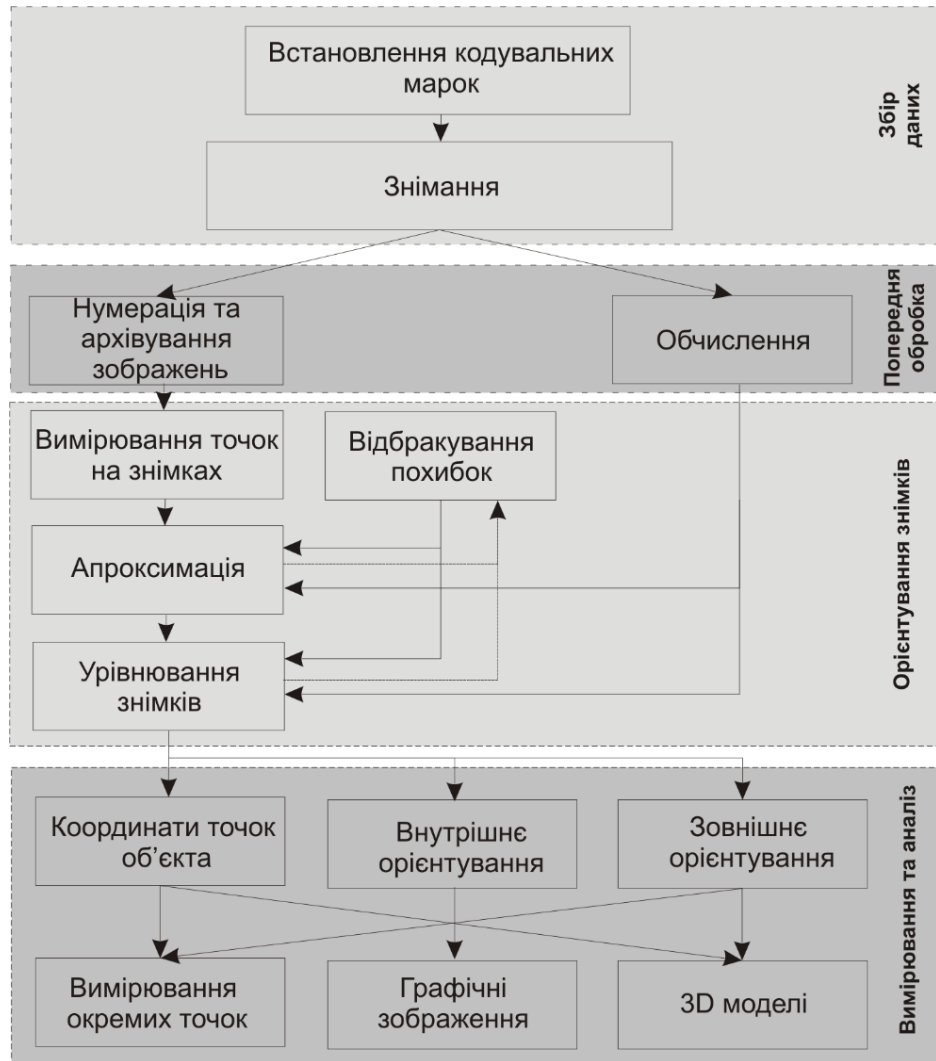 Встановлення кодувальних
марок
Знімання
Збір
даних
Нумерація та
архівування
зображень
Обчислення
Попередня
обробка
Вимірювання точок
на знімках
Відбракування
похибок
Апроксимація
Урівнювання
знімків
Орієнтування знімків
Координати точок
об’єкта
Внутрішнє
орієнтування
Зовнішнє
орієнтування
Вимірювання
окремих точок
Графічні
зображення
3D моделі
Вимірювання та аналіз